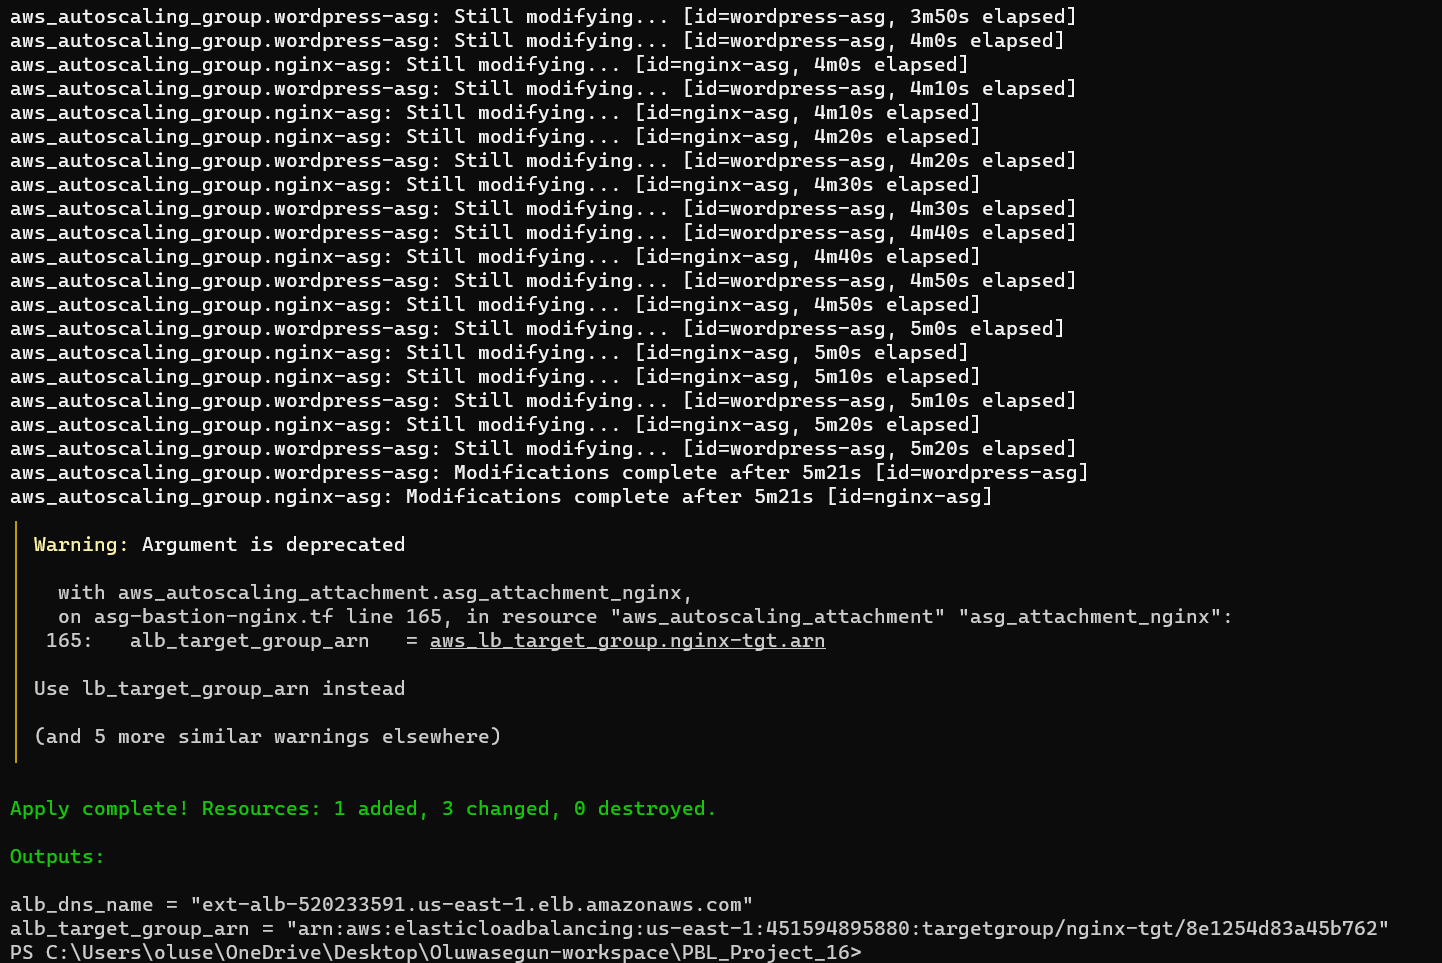 aws_autoscaling_group.wordpress-asg: Still modifying... [id=wordpress-asg, 3m50s elapsed]
aws_autoscaling_group.wordpress-asg: Still modifying... [id=wordpress-asg, 4m0s elapsed]
aws_autoscaling_group.nginx-asg: Still modifying... [id=nginx-asg, 4m0s elapsed]
aws_autoscaling_group.wordpress-asg: Still modifying... [id=wordpress-asg, 4m10s elapsed]
aws_autoscaling_group.nginx-asg: Still modifying... [id=nginx-asg, 4m10s elapsed]
aws_autoscaling_group.nginx-asg: Still modifying... [id=nginx-asg, 4m20s elapsed]
aws_autoscaling_group.wordpress-asg: Still modifying... [id=wordpress-asg, 4m20s elapsed]
aws_autoscaling_group.nginx-asg: Still modifying... [id=nginx-asg, 4m30s elapsed]
aws_autoscaling_group.wordpress-asg: Still modifying... [id=wordpress-asg, 4m30s elapsed]
aws_autoscaling_group.wordpress-asg: Still modifying... [id=wordpress-asg, 4m40s elapsed]
aws_autoscaling_group.nginx-asg: Still modifying... [id=nginx-asg, 4m40s elapsed]
aws_autoscaling_group.wordpress-asg: Still modifying... [id=wordpress-asg, 4m50s elapsed]
aws_autoscaling_group.nginx-asg: Still modifying... [id=nginx-asg, 4m50s elapsed]
aws_autoscaling_group.wordpress-asg: Still modifying... [id=wordpress-asg, 5m0s elapsed]
aws_autoscaling_group.nginx-asg: Still modifying... [id=nginx-asg, 5m0s elapsed]
aws_autoscaling_group.nginx-asg: Still modifying... [id=nginx-asg, 5m10s elapsed]
aws_autoscaling_group.wordpress-asg: Still modifying... [id=wordpress-asg, 5m10s elapsed]
aws_autoscaling_group.nginx-asg: Still modifying... [id=nginx-asg, 5m20s elapsed]
aws_autoscaling_group.wordpress-asg: Still modifying... [id=wordpress-asg, 5m20s elapsed]
aws_autoscaling_group.wordpress-asg: Modifications complete after 5m21s [id=wordpress-asg]
aws_autoscaling_group.nginx-asg: Modifications complete after 5m21s [id=nginx-asg]
Warning: Argument is deprecated
with aws_autoscaling_attachment.asg_attachment_nginx,
on asg-bastion-nginx.tf line 165, in resource "aws_autoscaling_attachment" "asg_attachment_nginx":
165:   alb_target_group_arn   = aws_lb_target_group.nginx-tgt.arn
Use lb_target_group_arn instead
(and 5 more similar warnings elsewhere)
Apply complete! Resources: 1 added, 3 changed, 0 destroyed.
Outputs:
alb_dns_name = "ext-alb-520233591.us-east-1.elb.amazonaws.com"
alb_target_group_arn = "arn:aws:elasticloadbalancing:us-east-1:451594895880:targetgroup/nginx-tgt/8e1254d83a45b762"
PS C:\Users\oluse\OneDrive\Desktop\Oluwasegun-workspace\PBL_Project_16>